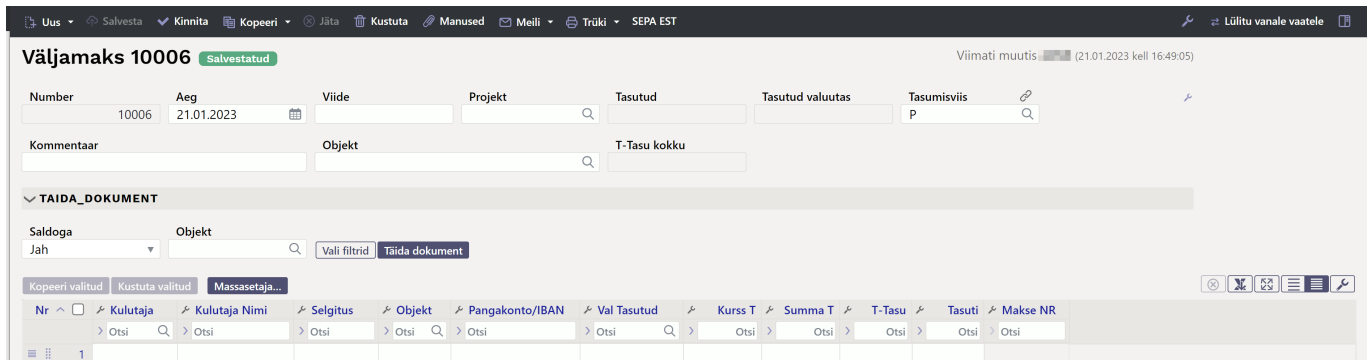 Uus Salvesta Kinnita Kopeeri Jäta Kustuta Manused Meili Trüki SEPA EST Lülitu vanale vaatele
Väljamaks 10006 Salvestatud Viimati muutis (21.01.2023 kell 16:49:05)
Number Aeg Viide Projekt Tasutud Tasutud valuutas Tasumisviis
10006 21.01.2023 P
Kommentaar Objekt T-Tasu kokku
TAIDA_DOKUMENT
Saldoga Objekt
Jah Vali filtrid Täida dokument
Kopeeri valitud Kustuta valitud Massasetaja...
Nr Kulutaja Kulutaja Nimi Selgitus Objekt Pangakonto/IBAN Val Tasutud Kurss T Summa T T-Tasu Tasuti Makse NR
Otsi Otsi Otsi Otsi Otsi Otsi Otsi Otsi Otsi Otsi Otsi
1